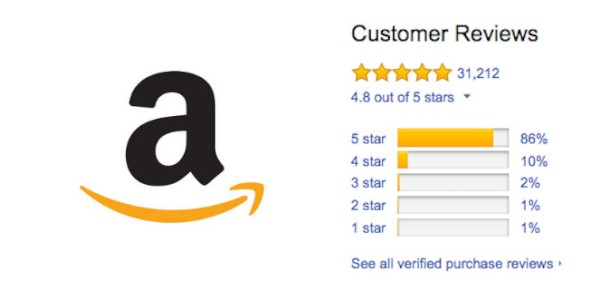 a
Customer Reviews
31,212
4.8 out of 5 stars
5 star 86%
4 star 10%
3 star 2%
2 star 1%
1 star 1%
See all verified purchase reviews ›